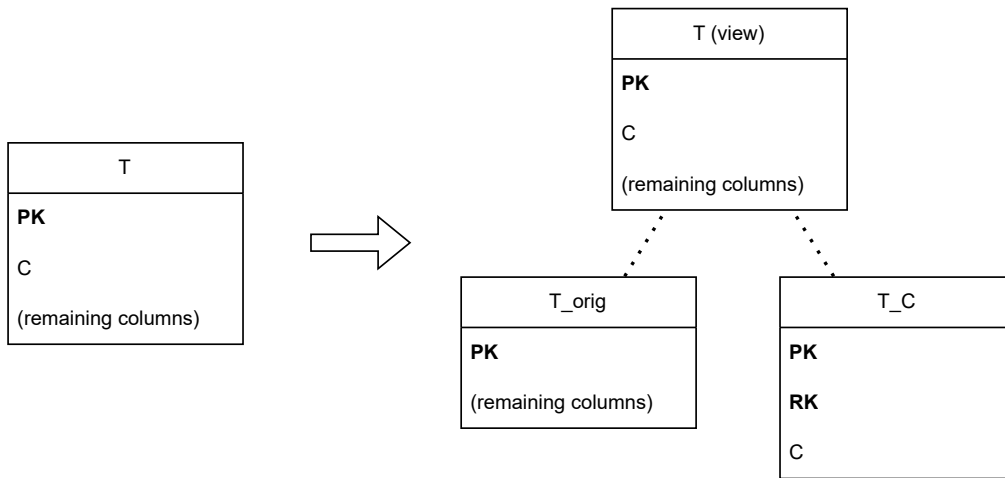 T
PK
C
(remaining columns)
T (view)
PK
C
(remaining columns)
T_orig
PK
(remaining columns)
T_C
PK
RK
C